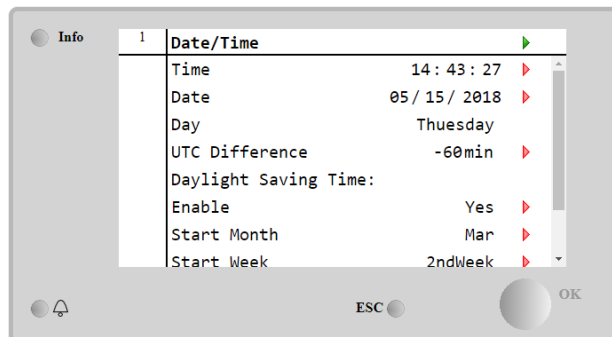 Info
1 Date/Time
Time 14:43:27
Date 05/15/2018
Day Thuesday
UTC Difference -60min
Daylight Saving Time:
Enable Yes
Start Month Mar
Start Week 2ndWeek
ESC OK